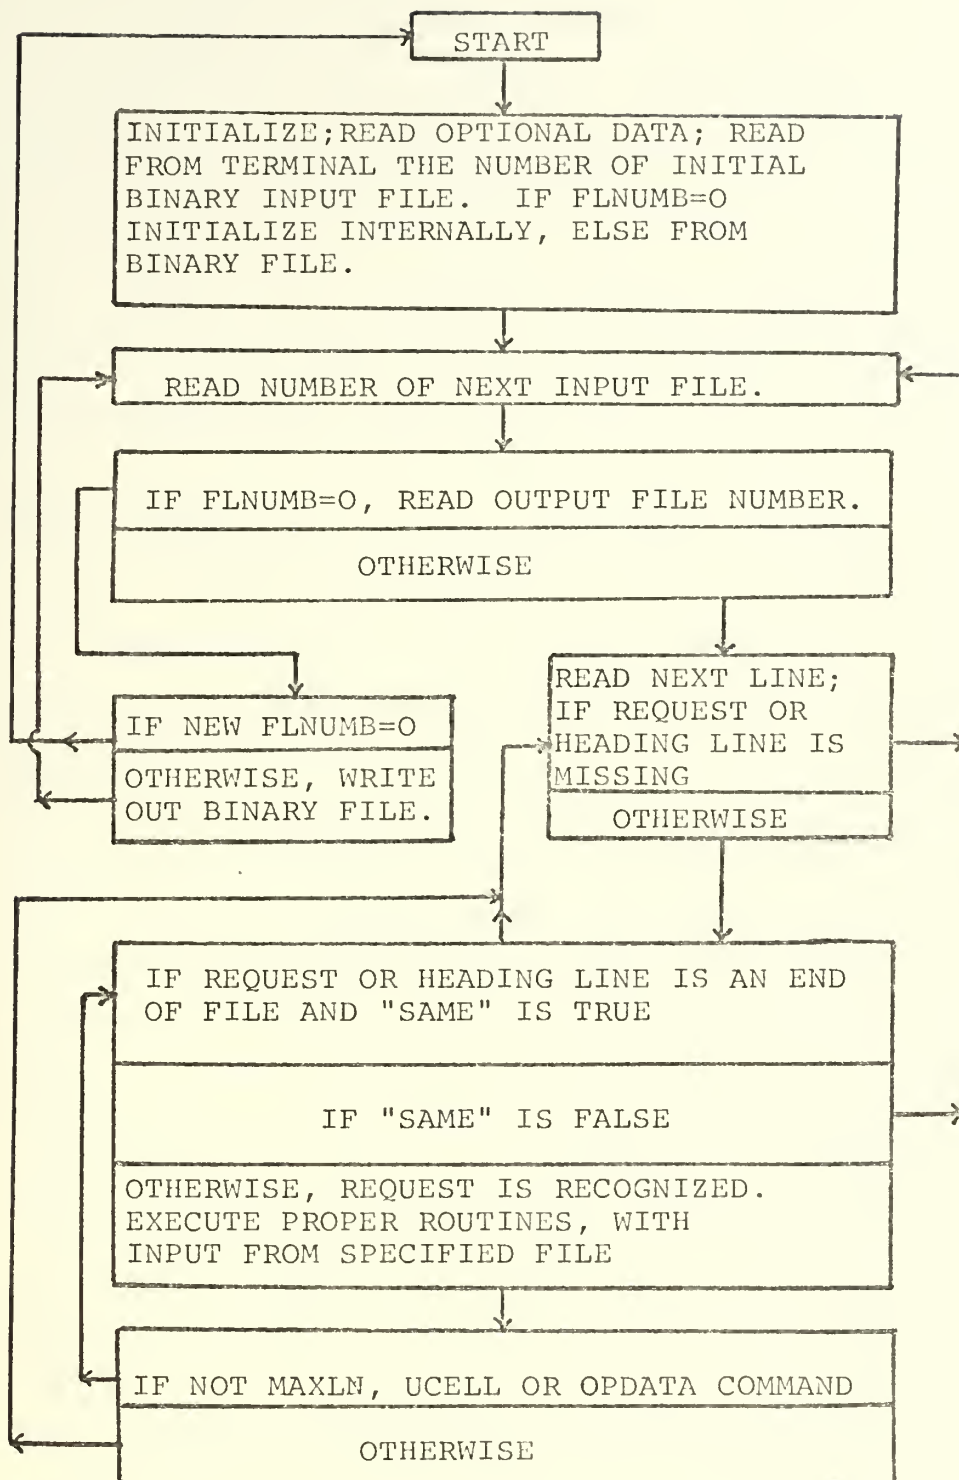 START
INITIALIZE;READ OPTIONAL DATA; READ
FROM TERMINAL THE NUMBER OF INITIAL
BINARY INPUT FILE. IF FLNUMB=0
INITIALIZE INTERNALLY, ELSE FROM
BINARY FILE.
READ NUMBER OF NEXT INPUT FILE.
IF FLNUMB=0, READ OUTPUT FILE NUMBER.
OTHERWISE
IF NEW FLNUMB=0
OTHERWISE, WRITE
OUT BINARY FILE.
READ NEXT LINE;
IF REQUEST OR
HEADING LINE IS
MISSING
OTHERWISE
IF REQUEST OR HEADING LINE IS AN END
OF FILE AND "SAME" IS TRUE
IF "SAME" IS FALSE
OTHERWISE, REQUEST IS RECOGNIZED.
EXECUTE PROPER ROUTINES, WITH
INPUT FROM SPECIFIED FILE
IF NOT MAXLN, UCELL OR OPDATA COMMAND
OTHERWISE